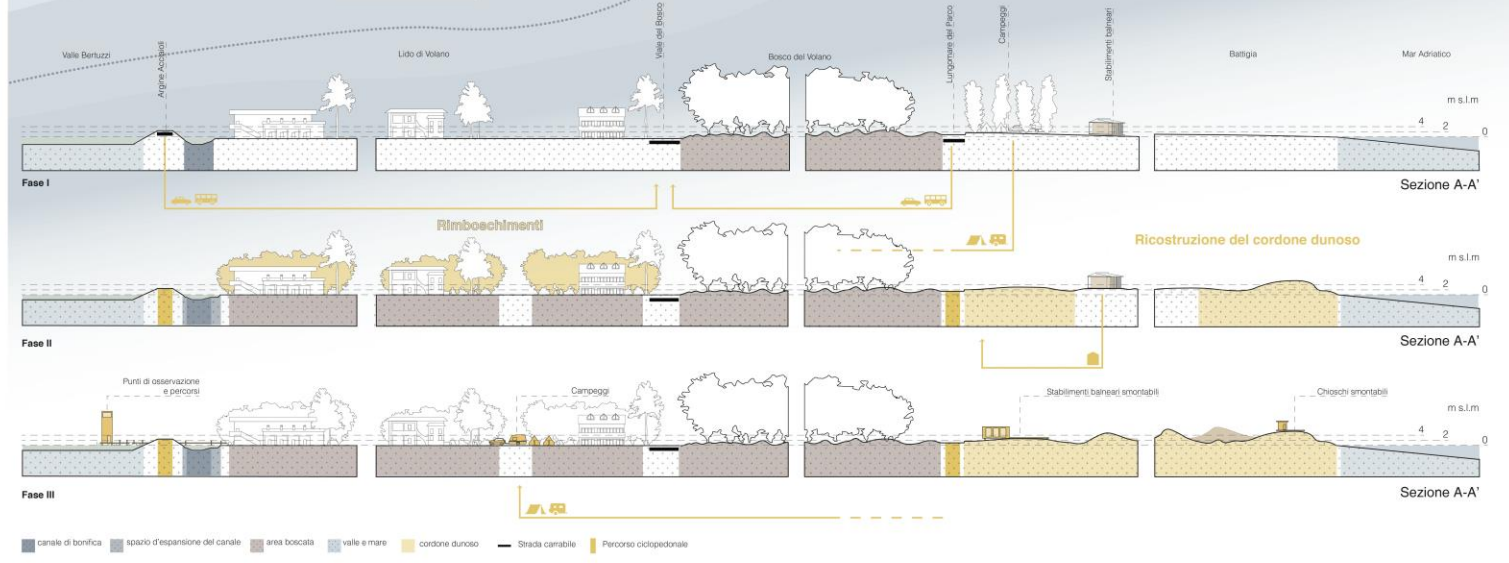 Valle Bertuzzi
Argine Acciaioli
Lido di Volano
Viale del Bosco
Bosco del Volano
Lungomare del Parco
Campeggi
Stabilimenti balneari
Battigia
Mar Adriatico
m s.l.m
4
2
0
Fase I
Sezione A-A'
Rimboschimenti
Ricostruzione del cordone dunoso
m s.l.m
4
2
0
Fase II
Sezione A-A'
Punti di osservazione
e percorsi
Campeggi
Stabilimenti balneari smontabili
Chioschi smontabili
m s.l.m
4
2
0
Fase III
Sezione A-A'
canale di bonifica
spazio d'espansione del canale
area boscata
valle e mare
cordone dunoso
Strada carrabile
Percorso ciclopedonale